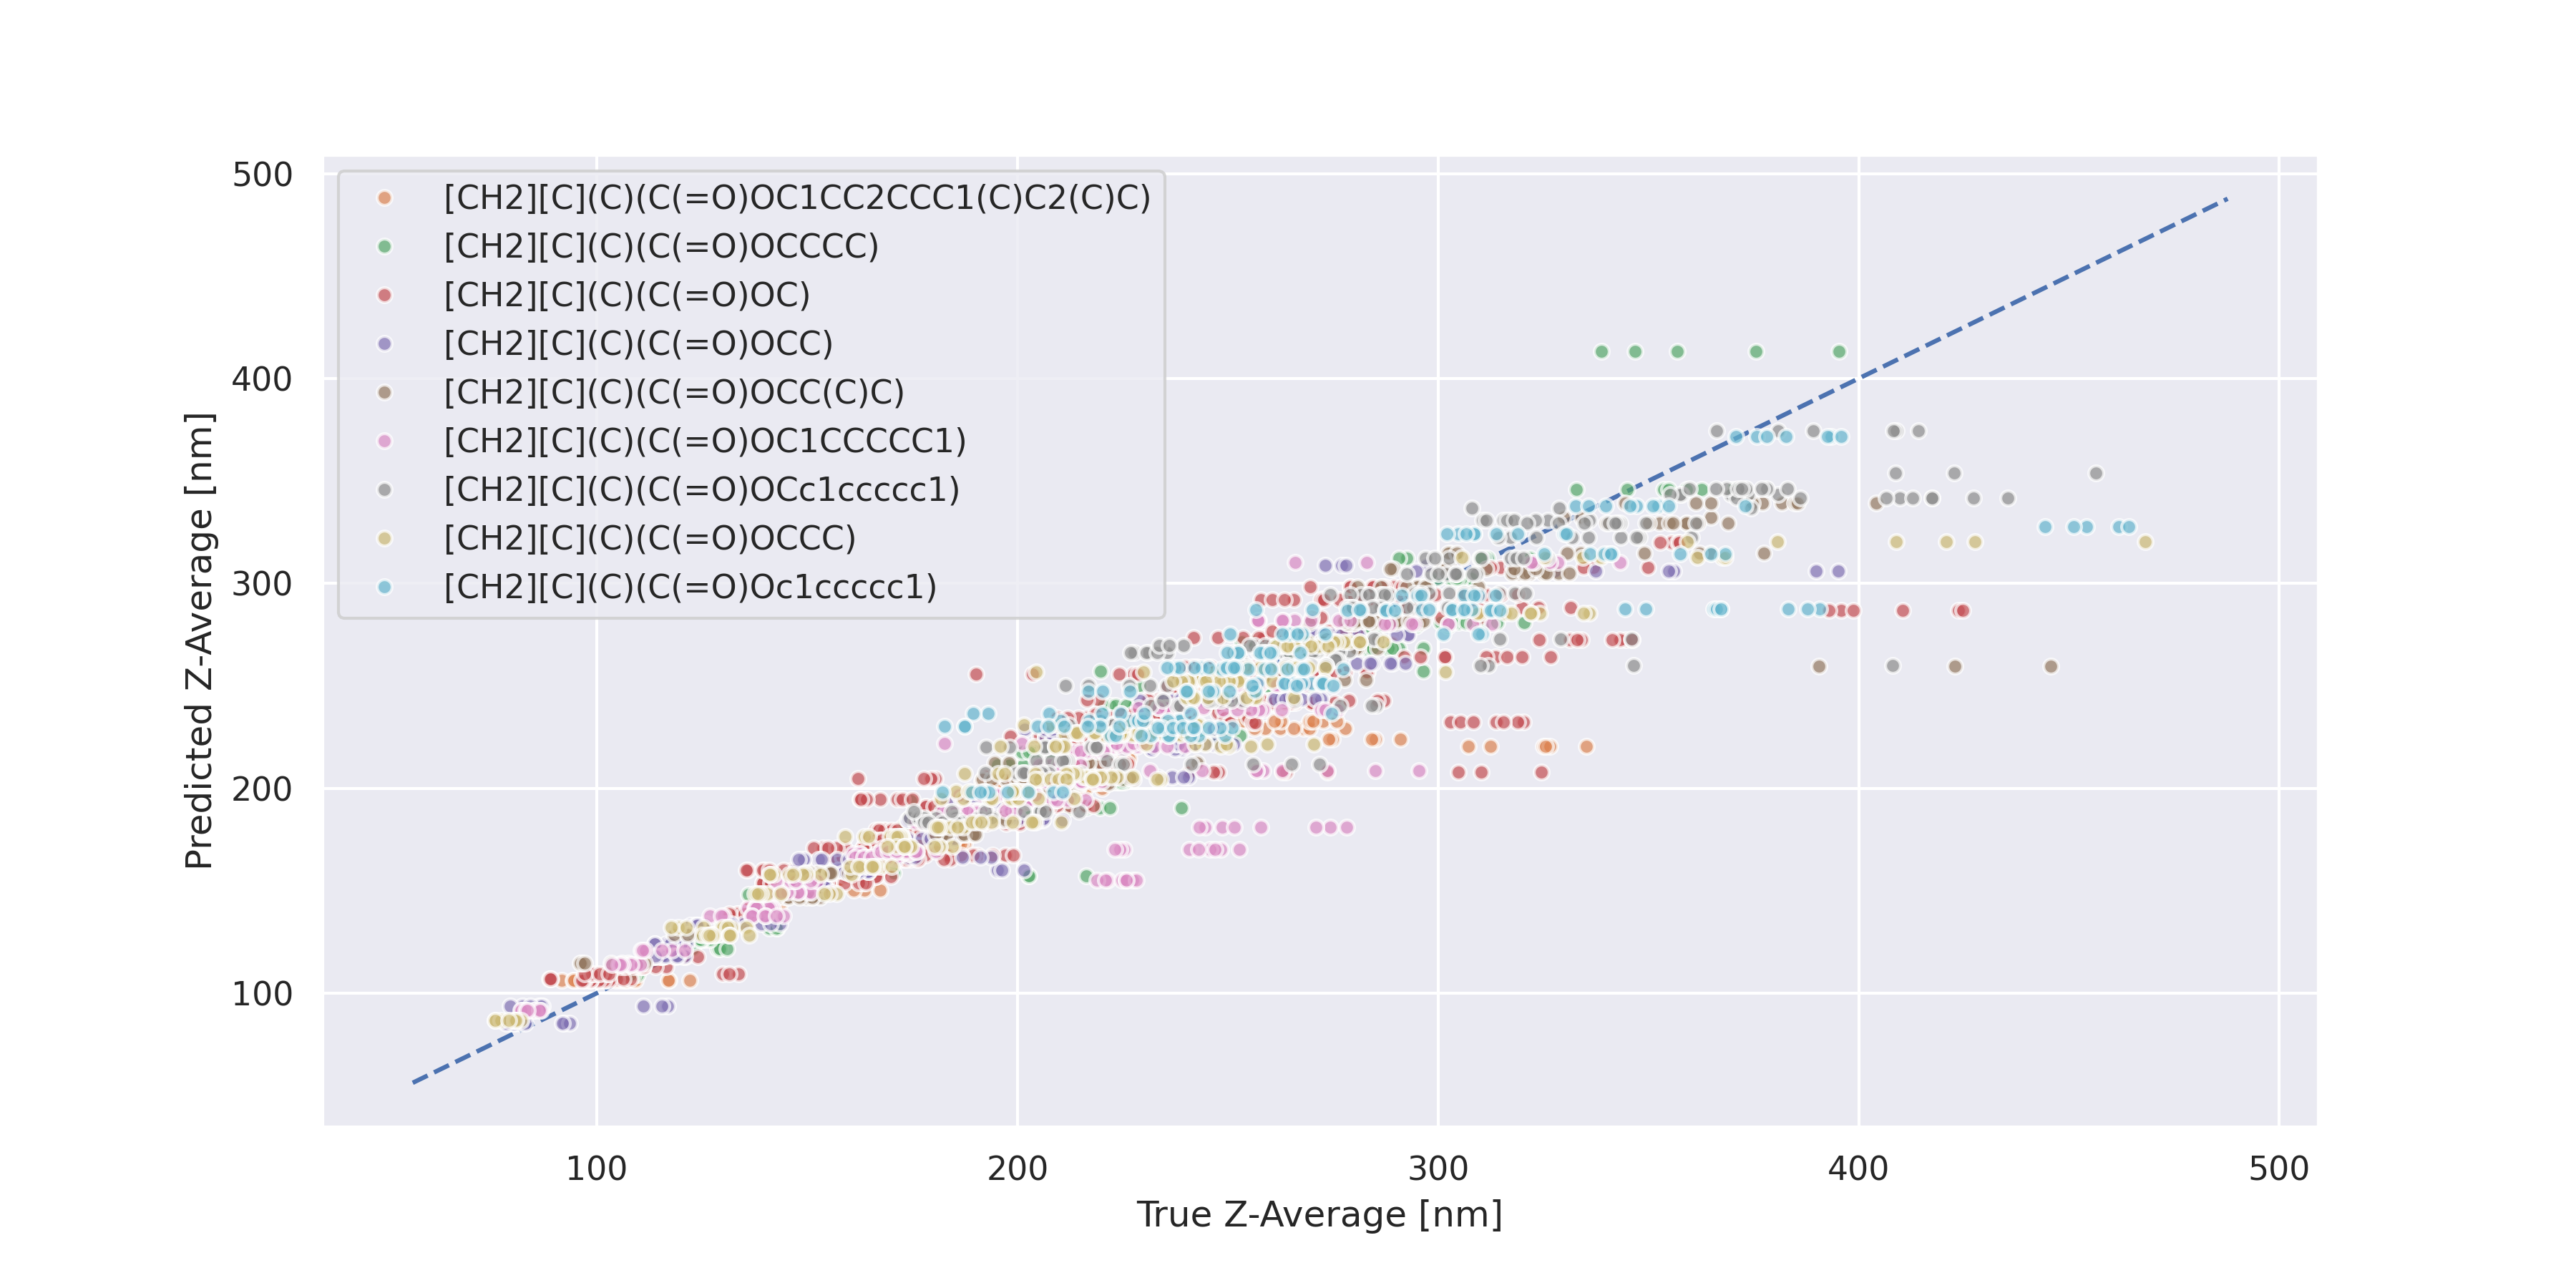 500
400
300
200
100
Predicted Z-Average [nm]
[CH2][C](C)(C(=O)OC1CC2CCC1(C)C2(C)C)
[CH2][C](C)(C(=O)OCCCC)
[CH2][C](C)(C(=O)OC)
[CH2][C](C)(C(=O)OCC)
[CH2][C](C)(C(=O)OCC(C)C)
[CH2][C](C)(C(=O)OC1CCCCC1)
[CH2][C](C)(C(=O)OCc1ccccc1)
[CH2][C](C)(C(=O)OCCC)
[CH2][C](C)(C(=O)Oc1ccccc1)
100 200 300 400 500
True Z-Average [nm]